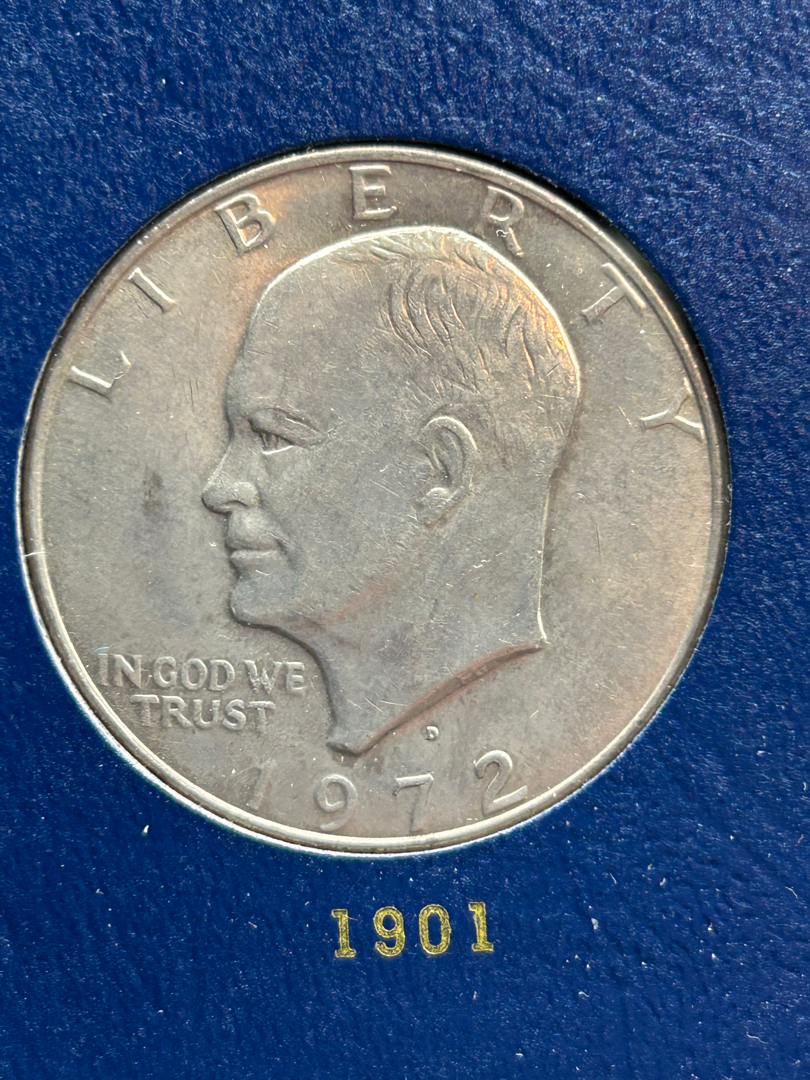 LIBERTY
IN GOD WE
TRUST
D
1972
1901